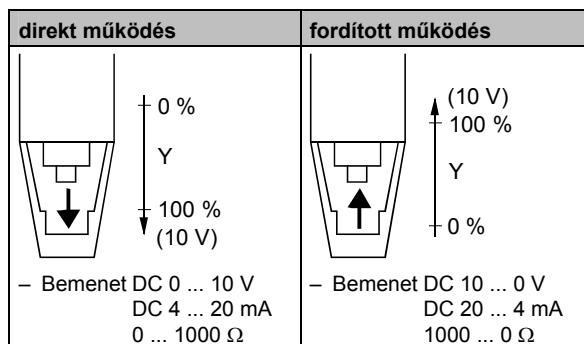 direkt működés
0 %
Y
100 %
(10 V)
– Bemenet DC 0 ... 10 V
DC 4 ... 20 mA
0 ... 1000 Ω
fordított működés
(10 V)
100 %
Y
0 %
– Bemenet DC 10 ... 0 V
DC 20 ... 4 mA
1000 ... 0 Ω